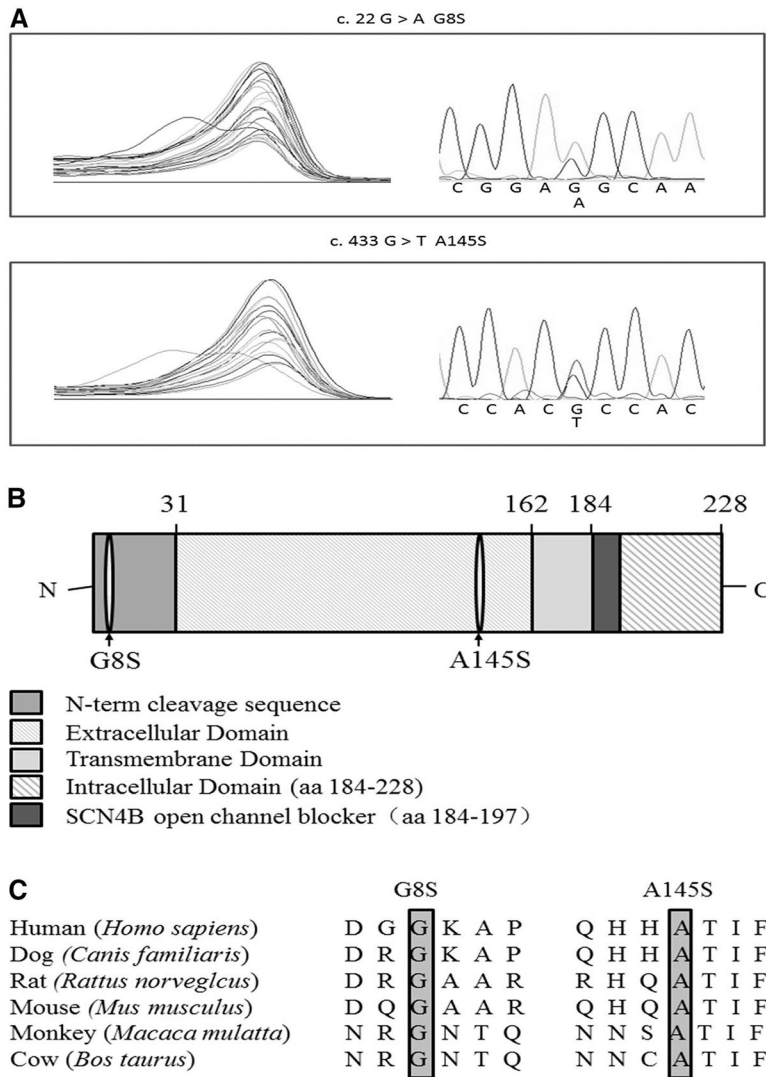 A
c. 22 G > A G8S
C G G A G G C A A
A
c. 433 G > T A145S
C C A C G C C A C
T
B
31 162 184 228
N C
G8S A145S
N-term cleavage sequence
Extracellular Domain
Transmembrane Domain
Intracellular Domain (aa 184-228)
SCN4B open channel blocker (aa 184-197)
C
G8S A145S
Human (Homo sapiens) D G G K A P Q H H A T I F
Dog (Canis familiaris) D R G K A P Q H H A T I F
Rat (Rattus norveglcus) D R G A A R R H Q A T I F
Mouse (Mus musculus) D Q G A A R Q H Q A T I F
Monkey (Macaca mulatta) N R G N T Q N N S A T I F
Cow (Bos taurus) N R G N T Q N N C A T I F